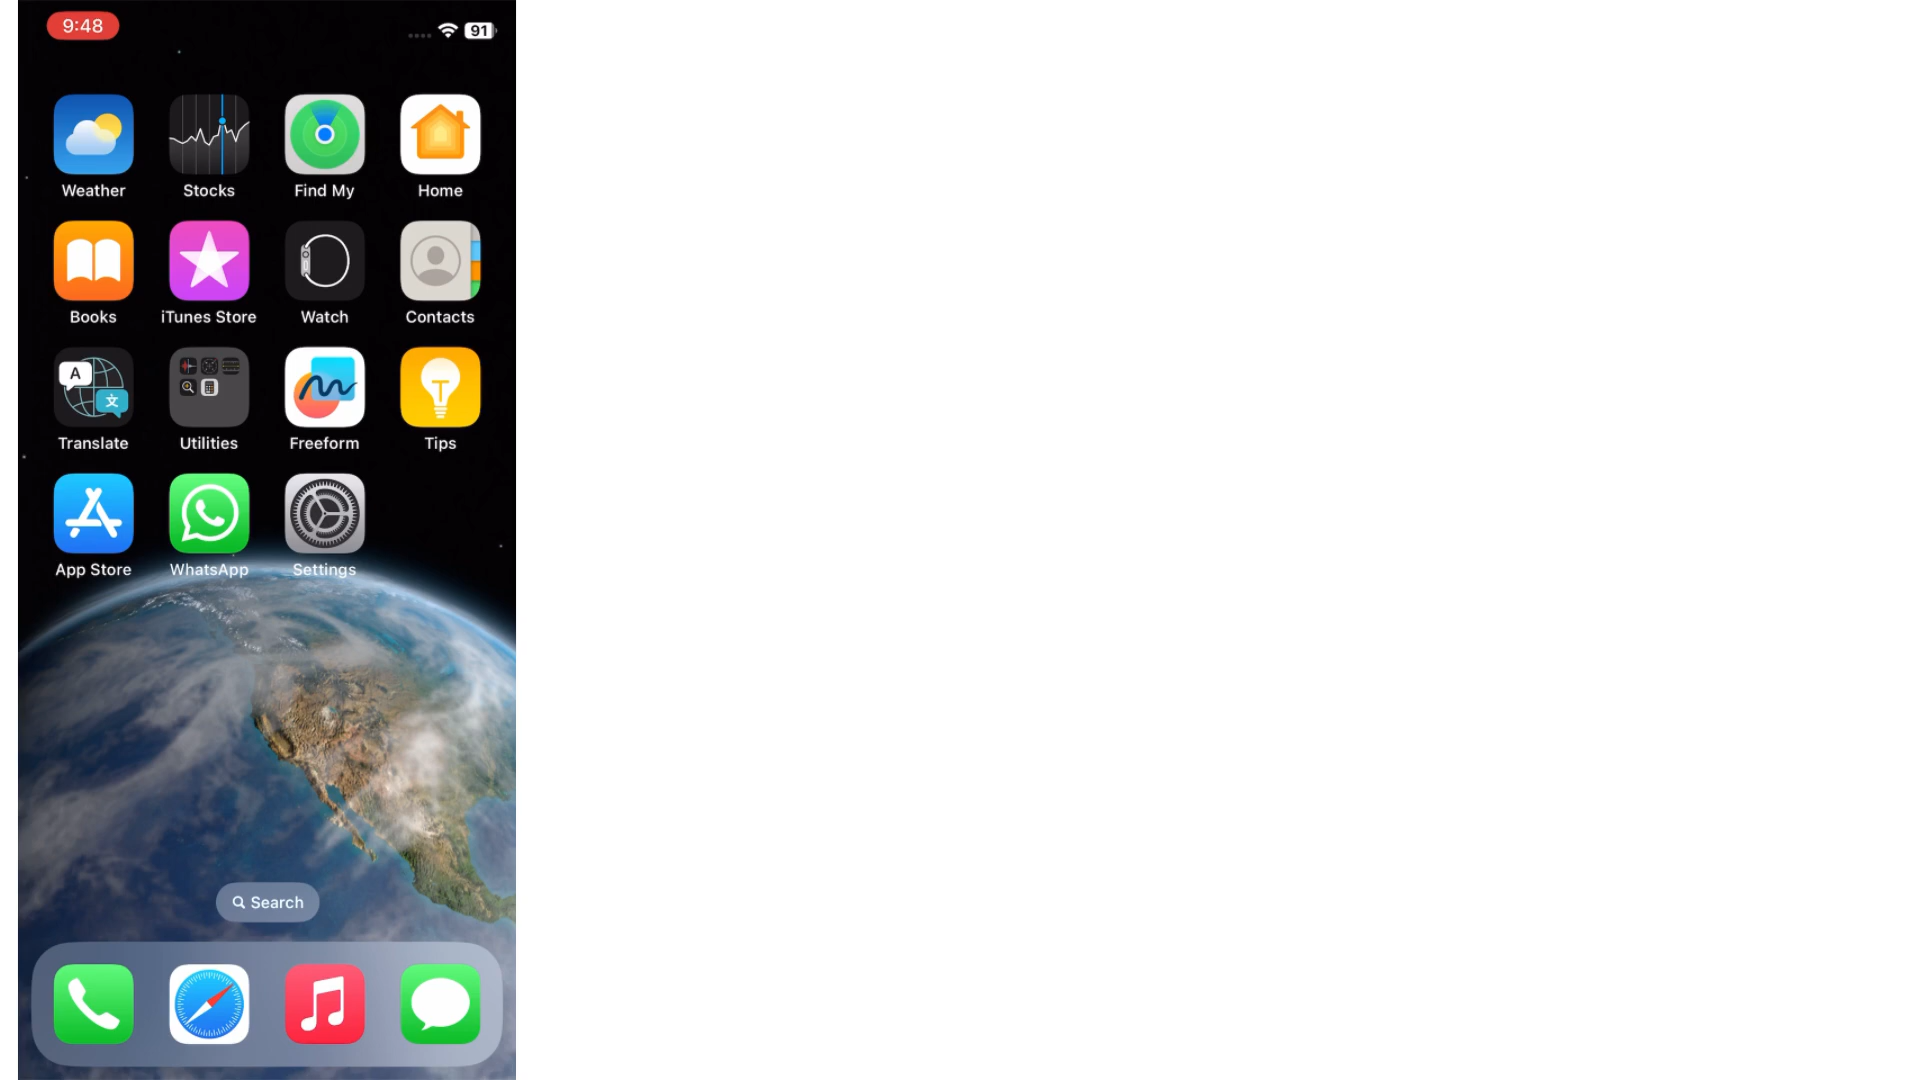 9:48
91
Weather
Stocks
Find My
Home
Books
iTunes Store
Watch
Contacts
A
文
Translate
Utilities
Freeform
Tips
App Store
WhatsApp
Settings
Search